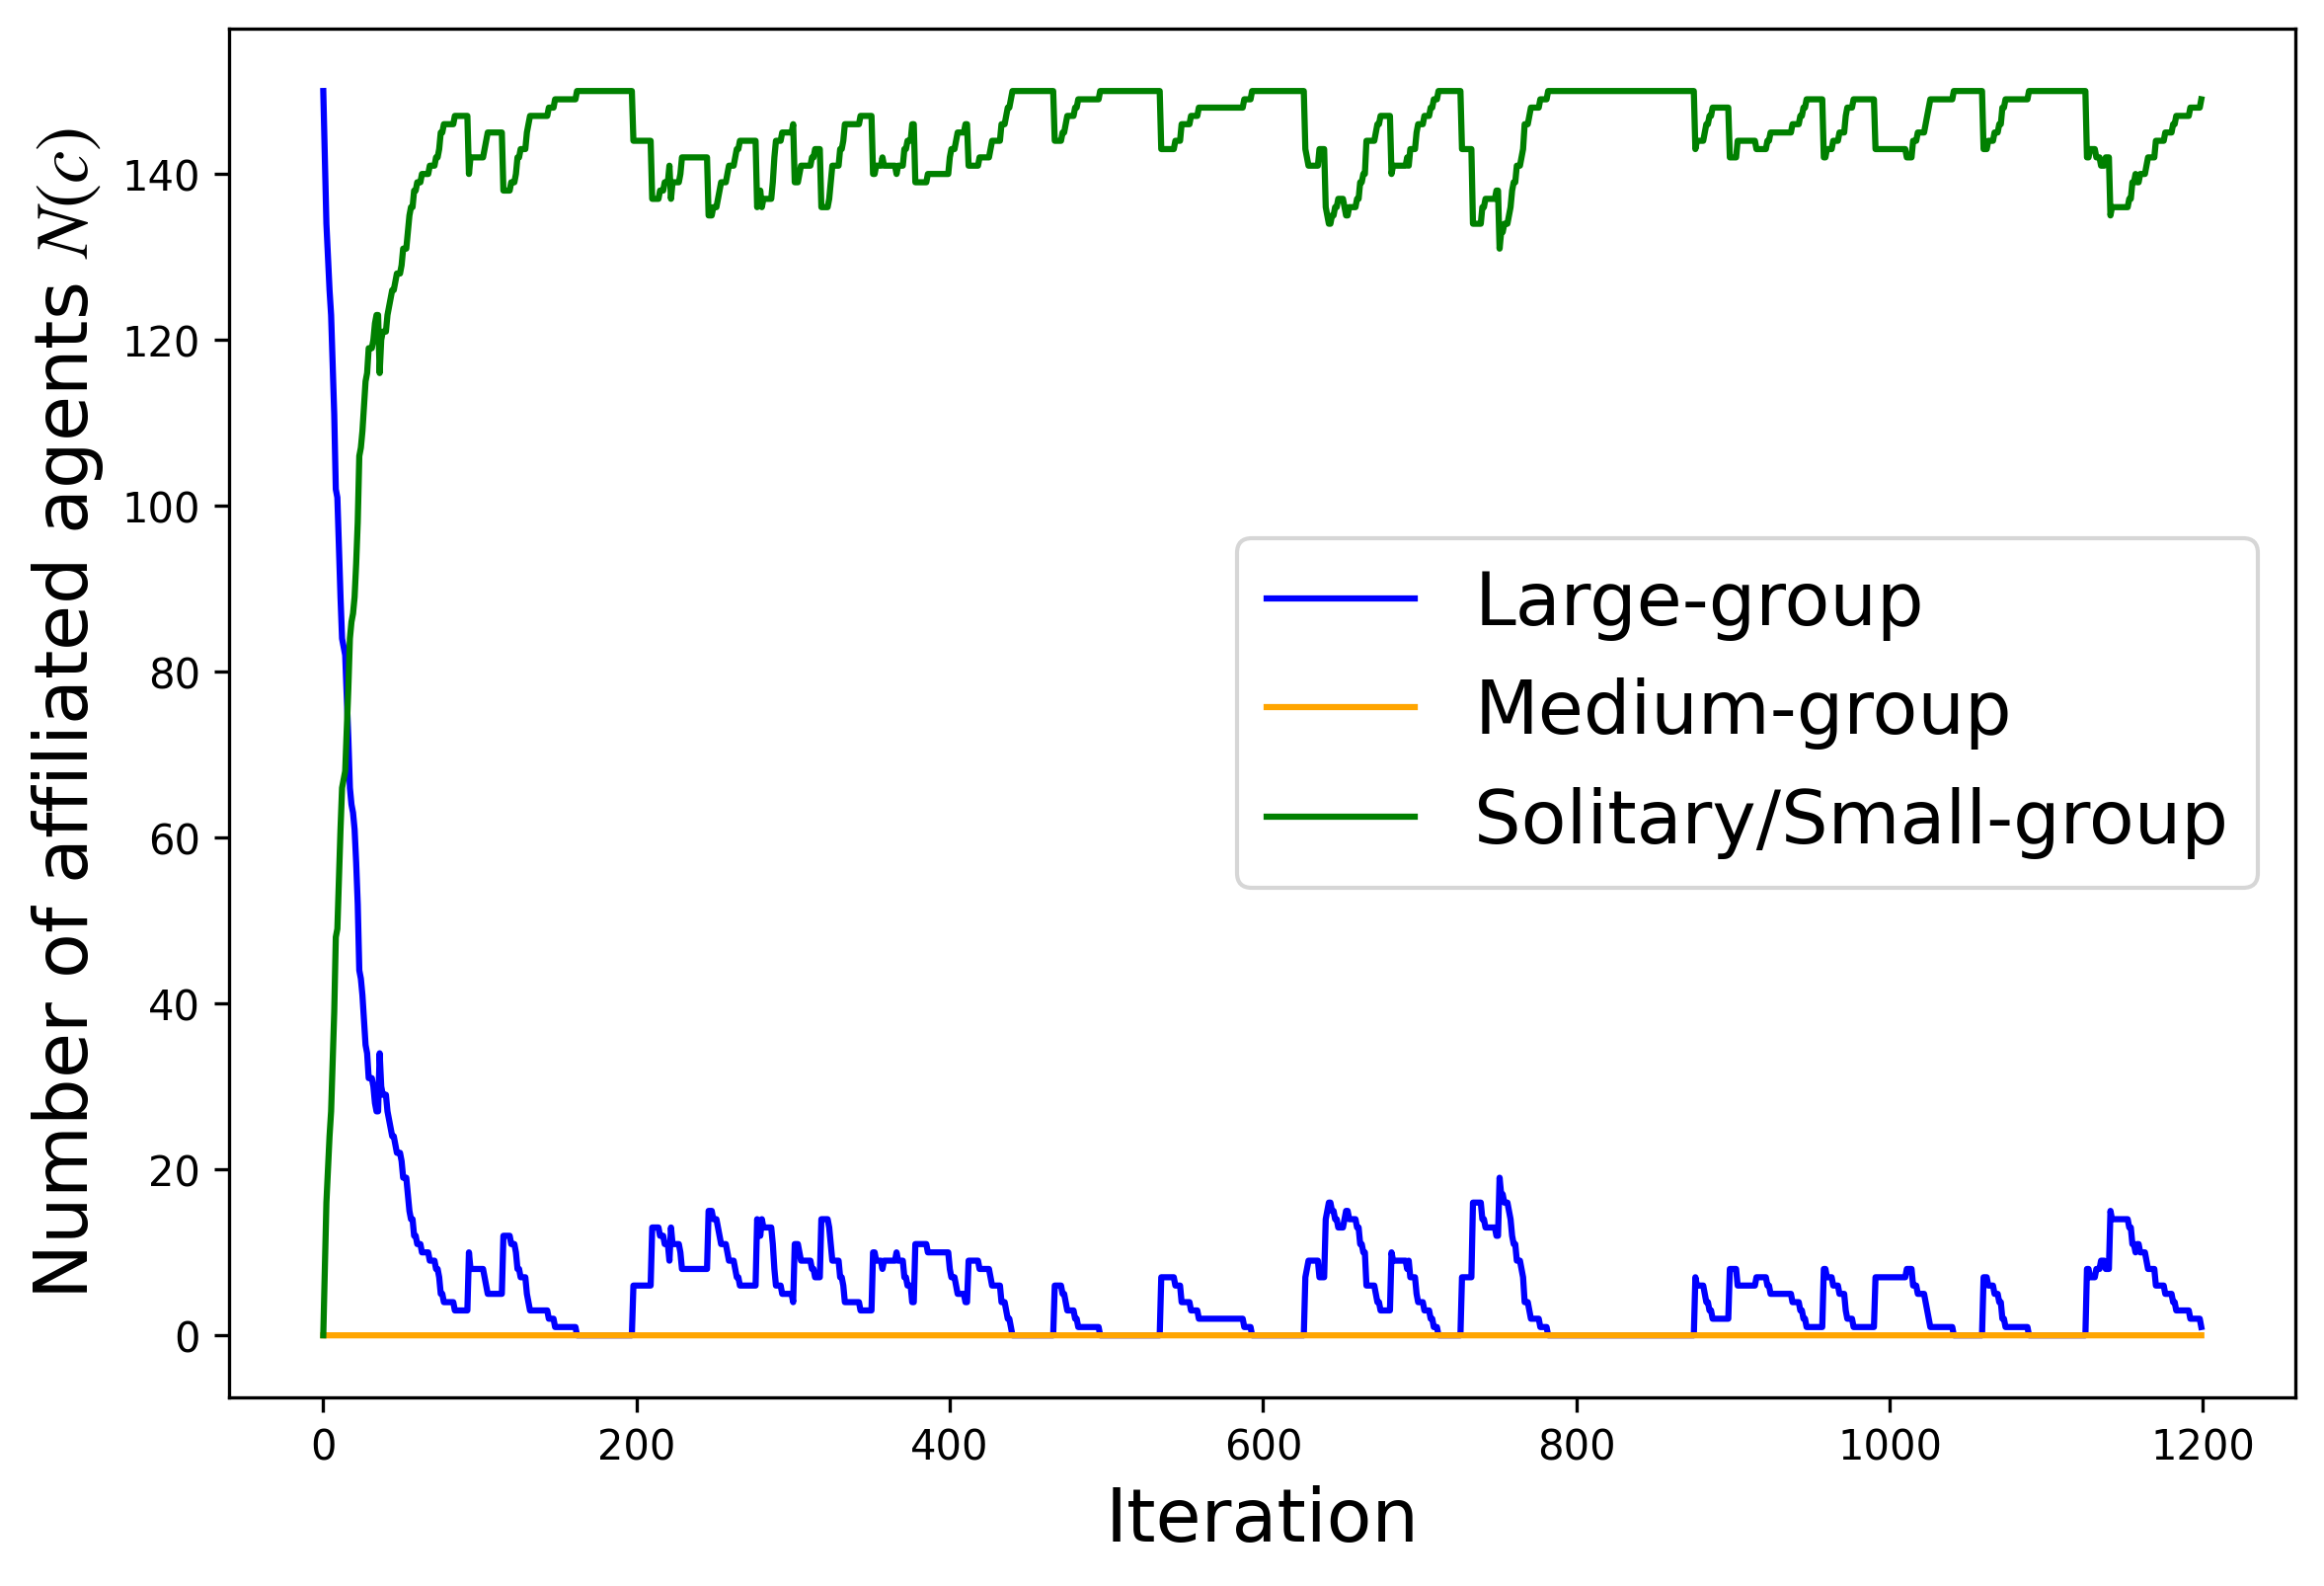 Number of affiliated agents N(c)
140
120
100
80
60
40
20
0
Large-group
Medium-group
Solitary/Small-group
0 200 400 600 800 1000 1200
Iteration